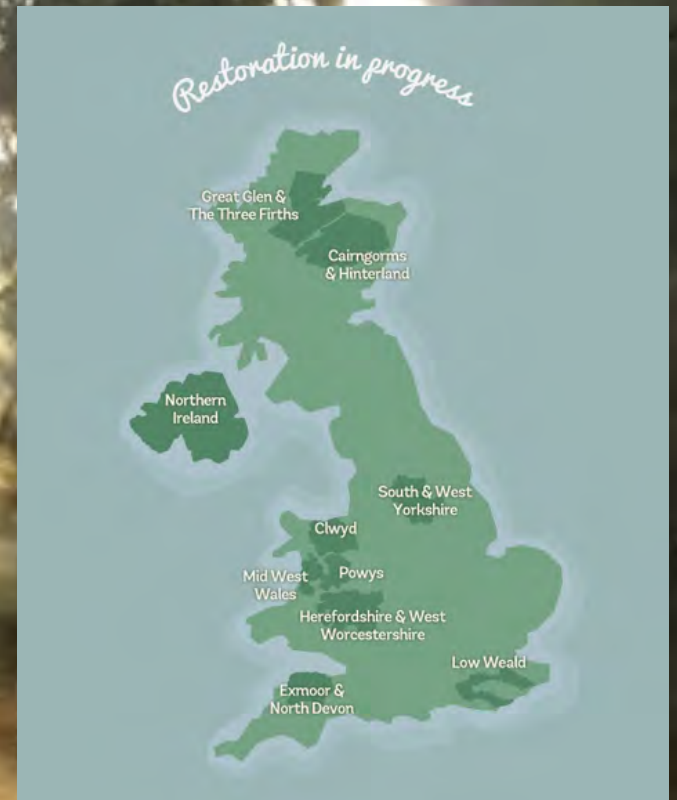 Restoration in progress
Great Glen &
The Three Firths
Cairngorms
& Hinterland
Northern
Ireland
South & West
Yorkshire
Clwyd
Mid West
Wales
Powys
Herefordshire & West
Worcestershire
Low Weald
Exmoor &
North Devon